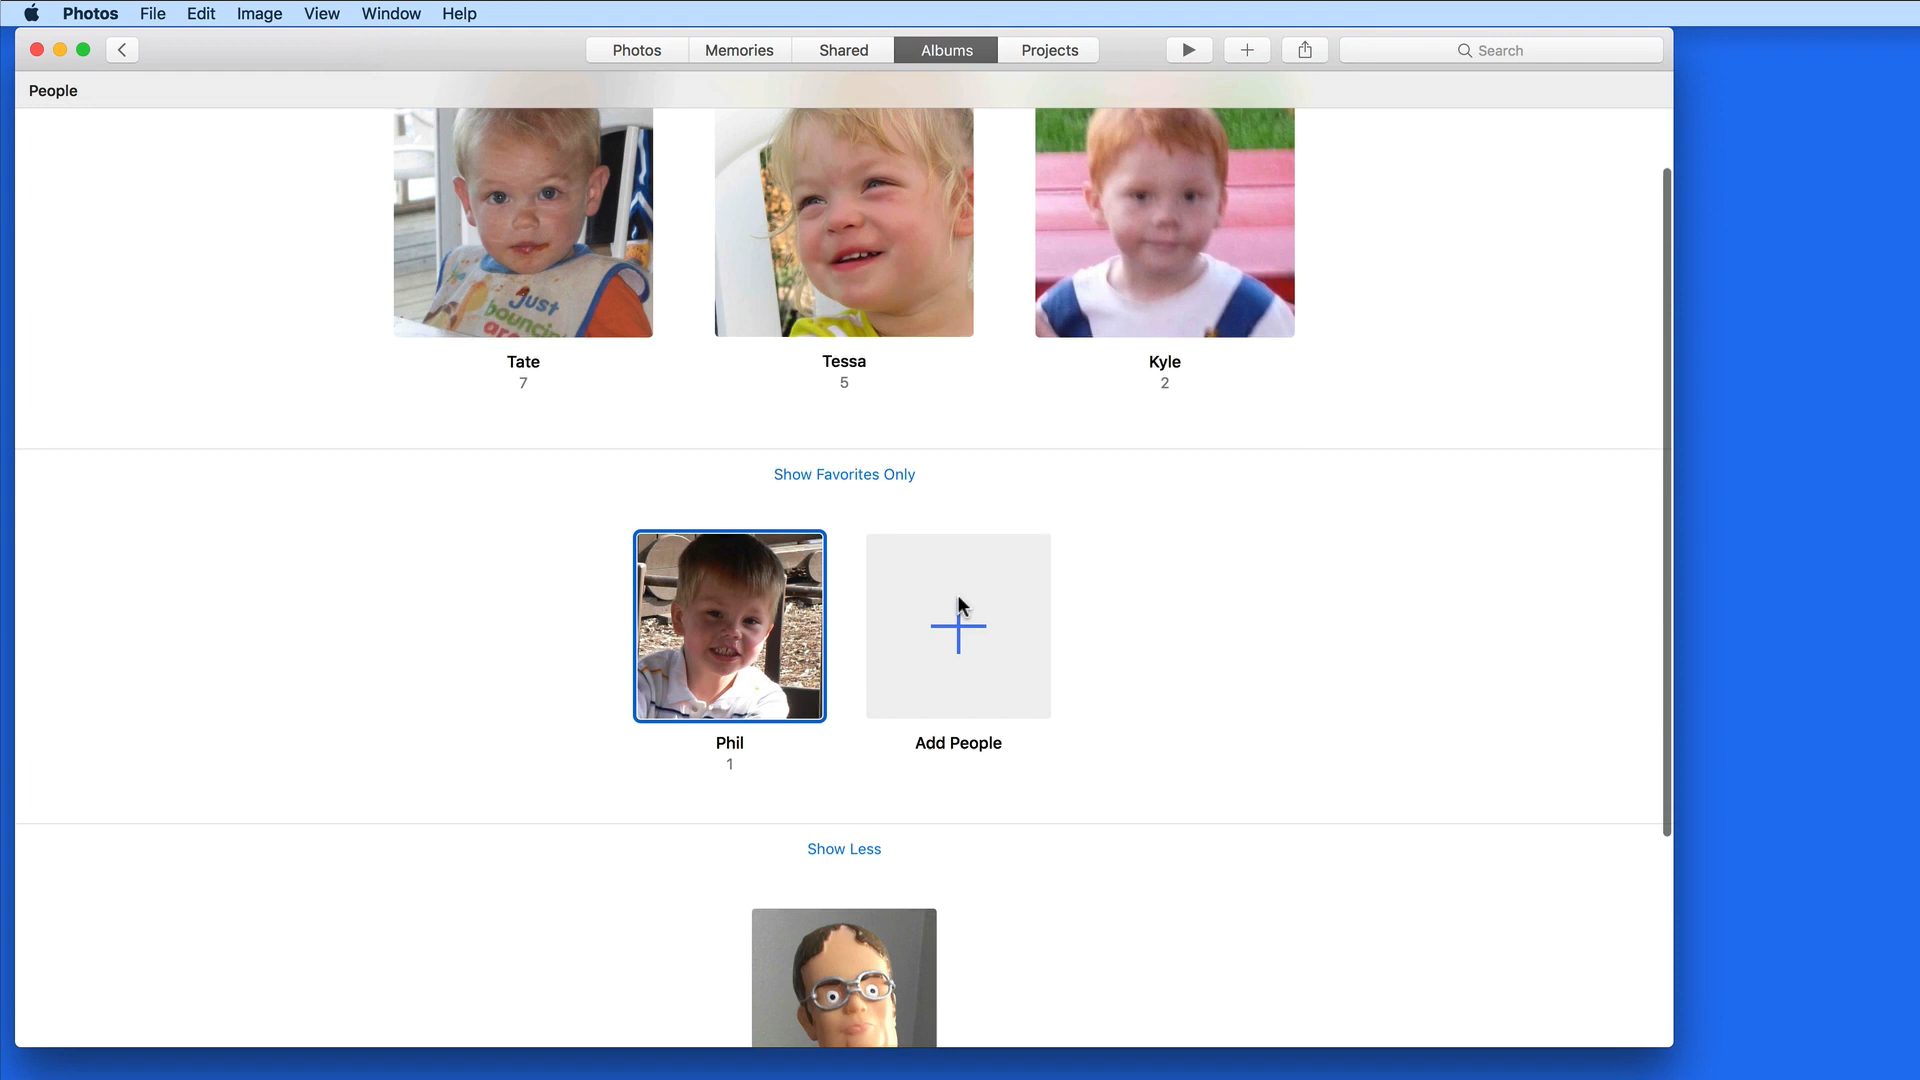 Photos File Edit Image View Window Help
Photos Memories Shared Albums Projects Search
People
Just
bouncin
aro
Tate Tessa Kyle
7 5 2
Show Favorites Only
Phil Add People
1
Show Less